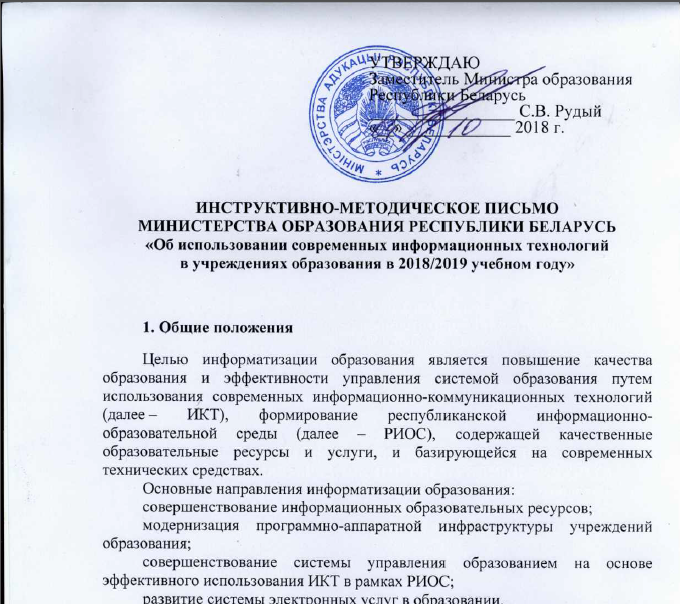 УТВЕРЖДАЮ
Заместитель Министра образования
Республики Беларусь
С.В. Рудый
10 2018 г.
МІНІСТЭРСТВА АДУКАЦЫІ БЕЛАРУСЬ
ИНСТРУКТИВНО-МЕТОДИЧЕСКОЕ ПИСЬМО
МИНИСТЕРСТВА ОБРАЗОВАНИЯ РЕСПУБЛИКИ БЕЛАРУСЬ
«Об использовании современных информационных технологий
в учреждениях образования в 2018/2019 учебном году»
1. Общие положения
Целью информатизации образования является повышение качества
образования и эффективности управления системой образования путем
использования современных информационно-коммуникационных технологий
(далее – ИКТ), формирование республиканской информационно-
образовательной среды (далее – РИОС), содержащей качественные
образовательные ресурсы и услуги, и базирующейся на современных
технических средствах.
Основные направления информатизации образования:
совершенствование информационных образовательных ресурсов;
модернизация программно-аппаратной инфраструктуры учреждений
образования;
совершенствование системы управления образованием на основе
эффективного использования ИКТ в рамках РИОС;
развитие системы электронных услуг в образовании.